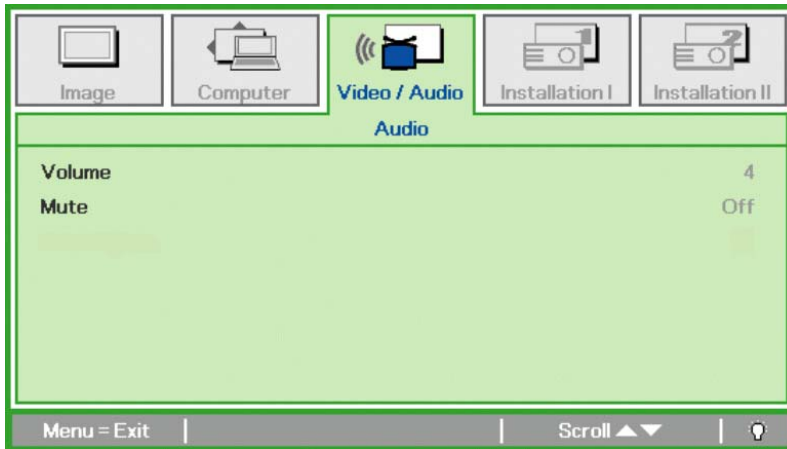 Image
Computer
Video / Audio
Installation I
Installation II
Audio
Volume 4
Mute Off
Menu = Exit Scroll ▲▼